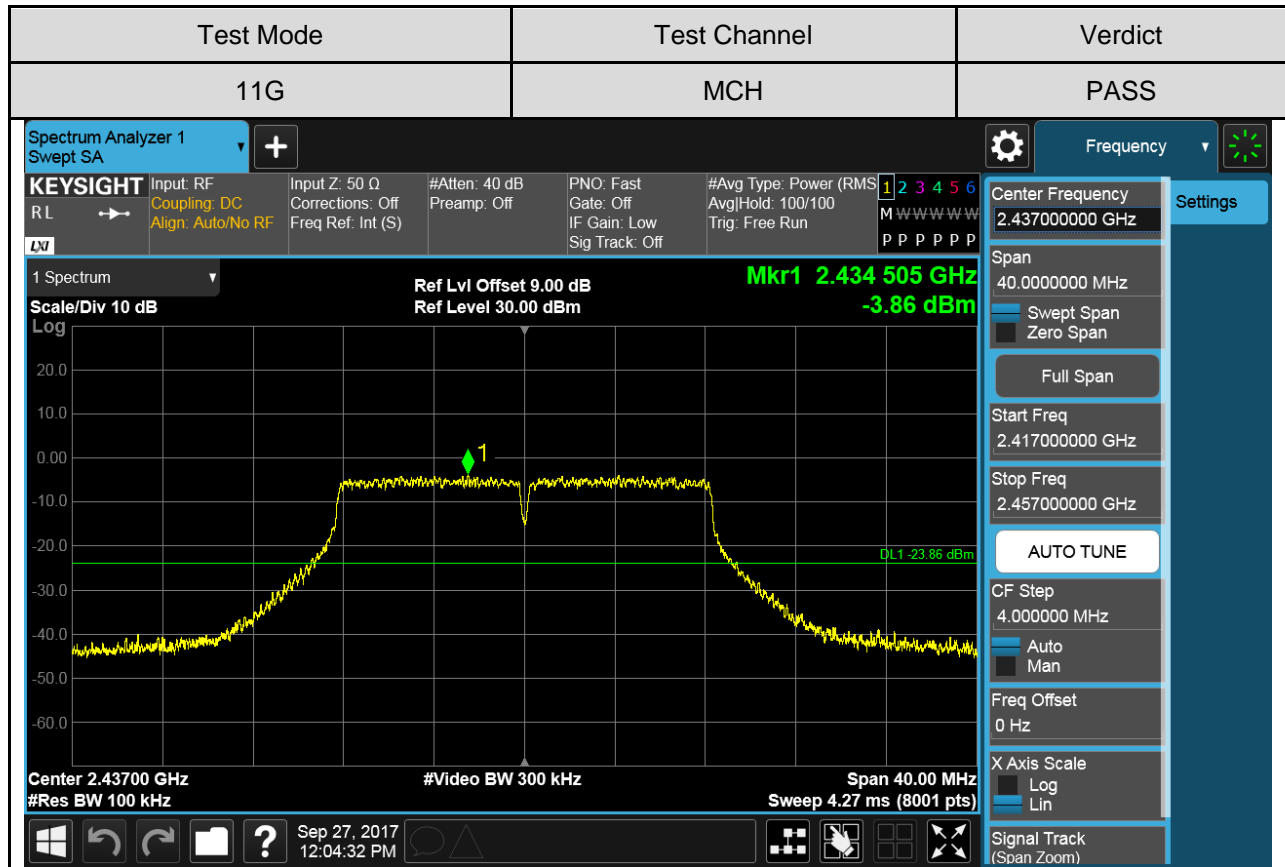 Test Mode Test Channel Verdict
11G MCH PASS
Spectrum Analyzer 1
Swept SA
+
Frequency
KEYSIGHT
RL
LXI
Input: RF
Coupling: DC
Align: Auto/No RF
Input Z: 50 Ω
Corrections: Off
Freq Ref: Int (S)
#Atten: 40 dB
Preamp: Off
PNO: Fast
Gate: Off
IF Gain: Low
Sig Track: Off
#Avg Type: Power (RMS
Avg|Hold: 100/100
Trig: Free Run
1 2 3 4 5 6
M W W W W W
P P P P P P
1 Spectrum
Scale/Div 10 dB
Ref Lvl Offset 9.00 dB
Ref Level 30.00 dBm
Mkr1 2.434 505 GHz
-3.86 dBm
Log
20.0
10.0
0.00
-10.0
-20.0
-30.0
-40.0
-50.0
-60.0
1
DL1 -23.86 dBm
Center 2.43700 GHz
#Res BW 100 kHz
#Video BW 300 kHz
Span 40.00 MHz
Sweep 4.27 ms (8001 pts)
Center Frequency
2.437000000 GHz
Settings
Span
40.0000000 MHz
Swept Span
Zero Span
Full Span
Start Freq
2.417000000 GHz
Stop Freq
2.457000000 GHz
AUTO TUNE
CF Step
4.000000 MHz
Auto
Man
Freq Offset
0 Hz
X Axis Scale
Log
Lin
Signal Track
(Span Zoom)
?
Sep 27, 2017
12:04:32 PM